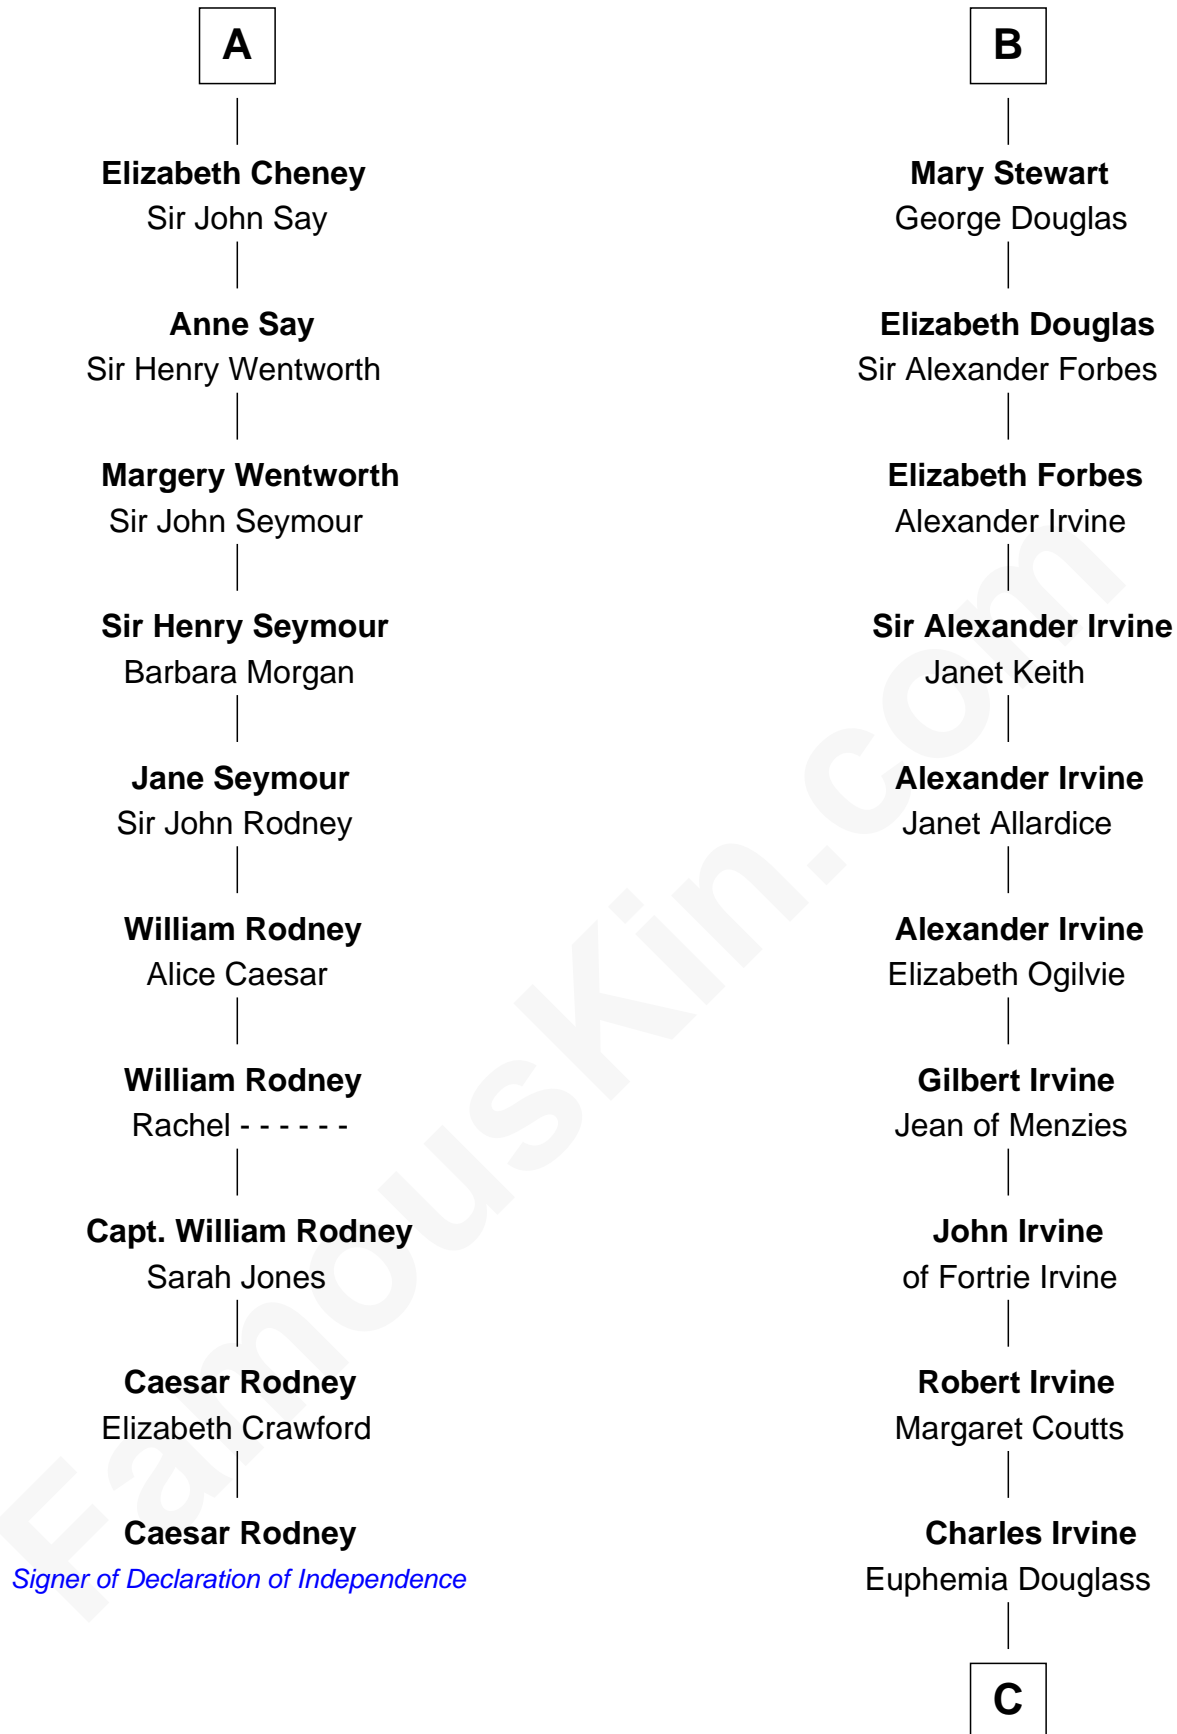 A
Elizabeth Cheney
Sir John Say
Anne Say
Sir Henry Wentworth
Margery Wentworth
Sir John Seymour
Sir Henry Seymour
Barbara Morgan
Jane Seymour
Sir John Rodney
William Rodney
Alice Caesar
William Rodney
Rachel - - - - - -
Capt. William Rodney
Sarah Jones
Caesar Rodney
Elizabeth Crawford
Caesar Rodney
Signer of Declaration of Independence
B
Mary Stewart
George Douglas
Elizabeth Douglas
Sir Alexander Forbes
Elizabeth Forbes
Alexander Irvine
Sir Alexander Irvine
Janet Keith
Alexander Irvine
Janet Allardice
Alexander Irvine
Elizabeth Ogilvie
Gilbert Irvine
Jean of Menzies
John Irvine
of Fortrie Irvine
Robert Irvine
Margaret Coutts
Charles Irvine
Euphemia Douglass
C
FamousKin.com